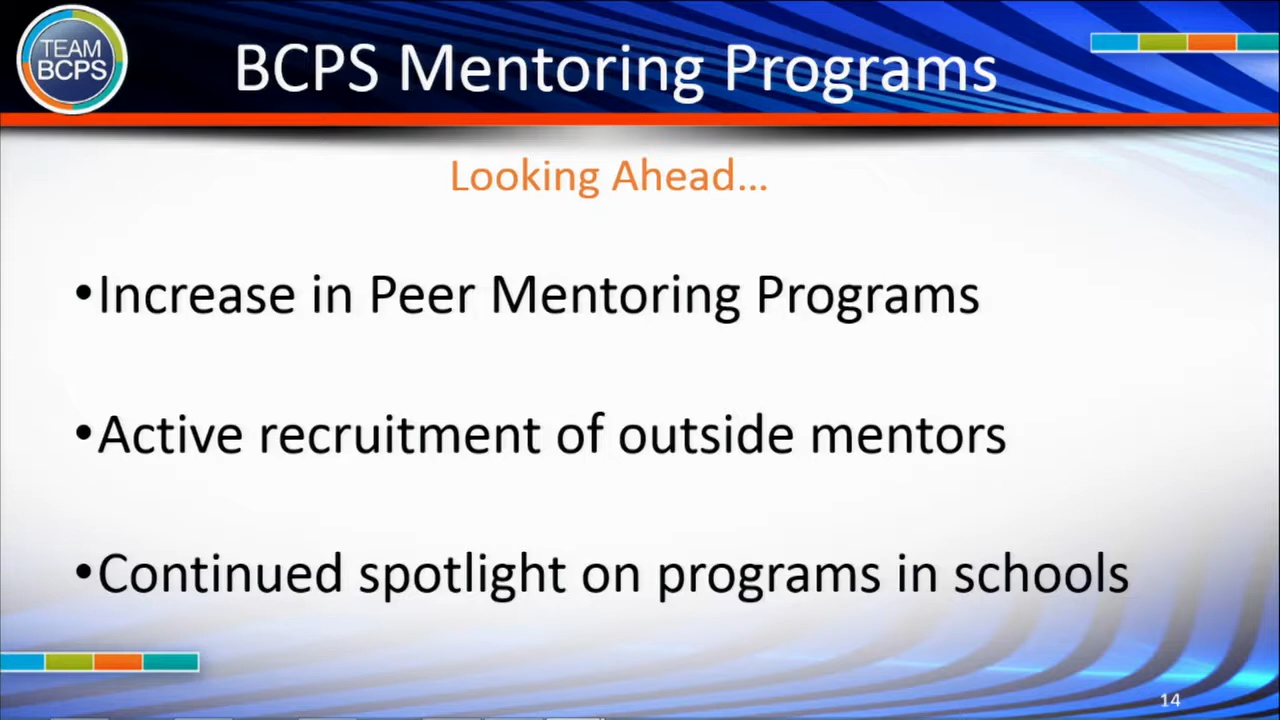 TEAM
BCPS
BCPS Mentoring Programs
Looking Ahead...
•Increase in Peer Mentoring Programs
•Active recruitment of outside mentors
•Continued spotlight on programs in schools
14